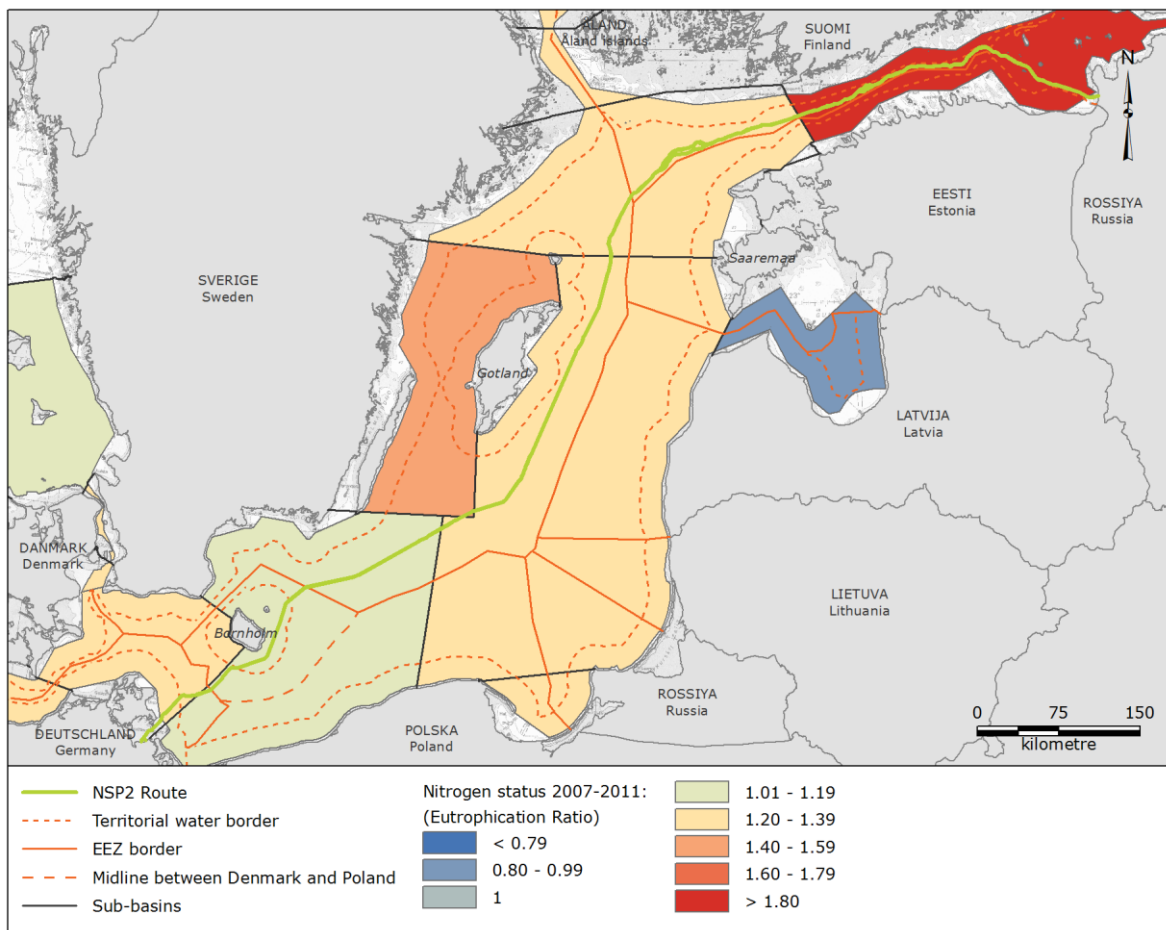 ÅLAND
Åland islands
SUOMI
Finland
N
EESTI
Estonia
ROSSIYA
Russia
SVERIGE
Sweden
Saaremaa
Gotland
LATVIJA
Latvia
DANMARK
Denmark
LIETUVA
Lithuania
Bornholm
ROSSIYA
Russia
DEUTSCHLAND
Germany
POLSKA
Poland
0 75 150
kilometre
NSP2 Route
Territorial water border
EEZ border
Midline between Denmark and Poland
Sub-basins
Nitrogen status 2007-2011:
(Eutrophication Ratio)
< 0.79
0.80 - 0.99
1
1.01 - 1.19
1.20 - 1.39
1.40 - 1.59
1.60 - 1.79
> 1.80